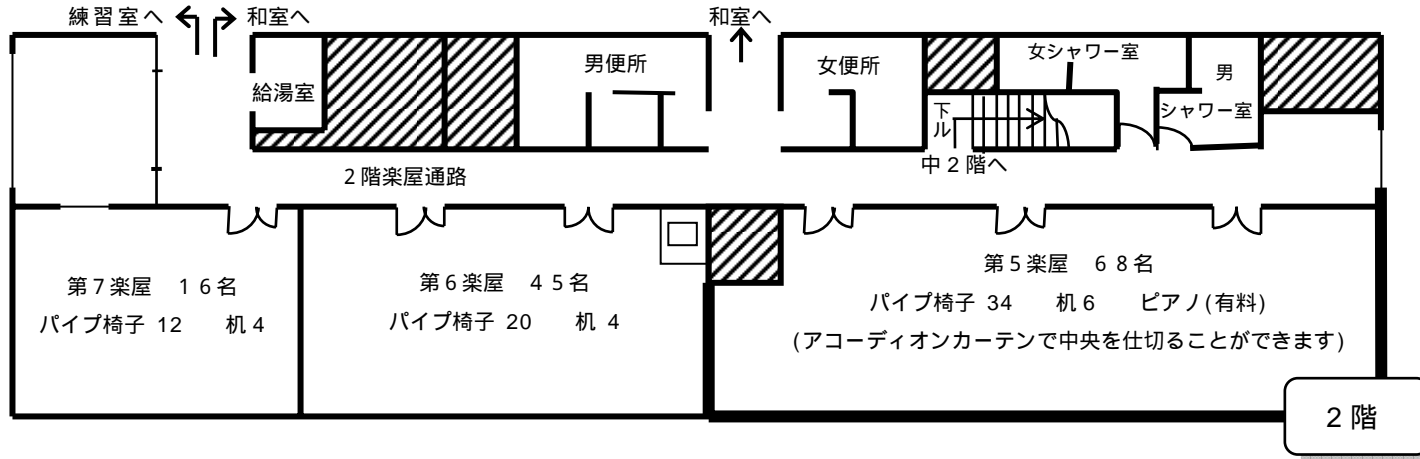 練習室へ
和室へ
和室へ
給湯室
男便所
女便所
女シャワー室
男
シャワー室
下ル
中2階へ
2階楽屋通路
第7楽屋　16名
パイプ椅子 12　机4
第6楽屋　45名
パイプ椅子 20　机 4
第5楽屋　68名
パイプ椅子 34　机6　ピアノ(有料)
(アコーディオンカーテンで中央を仕切ることができます)
2階